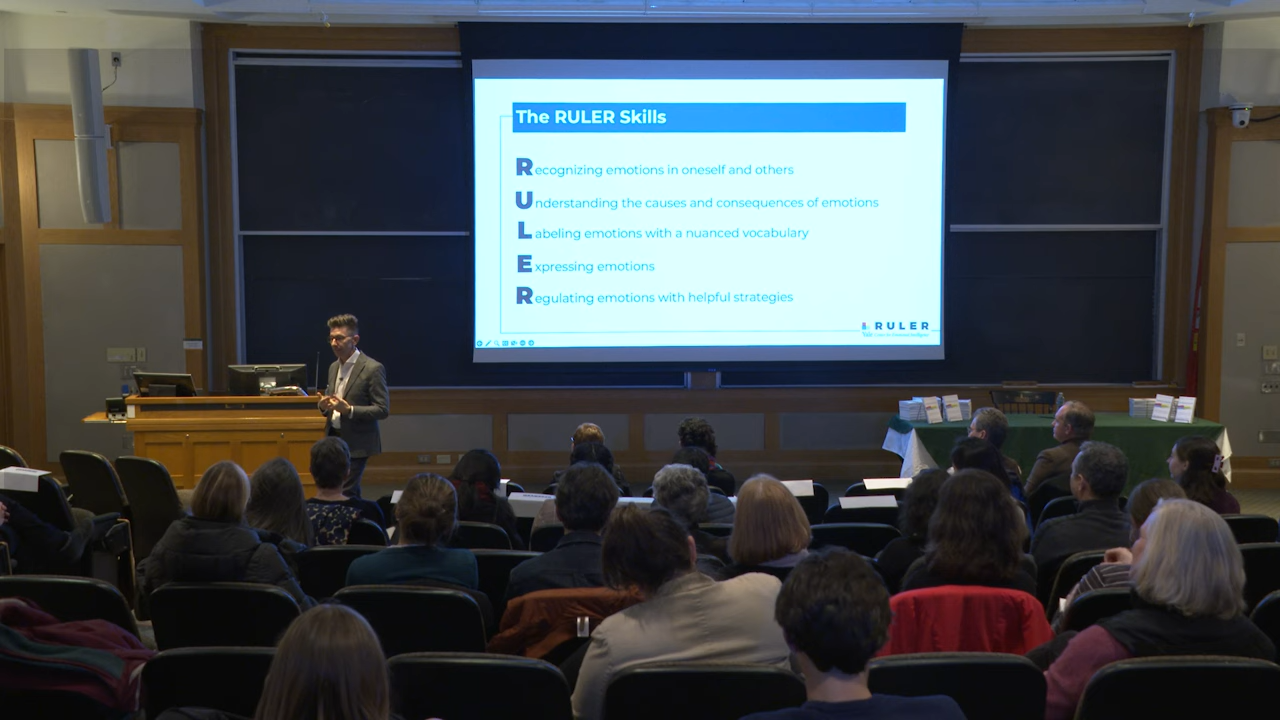 The RULER Skills
Recognizing emotions in oneself and others
Understanding the causes and consequences of emotions
Labeling emotions with a nuanced vocabulary
Expressing emotions
Regulating emotions with helpful strategies
RULER